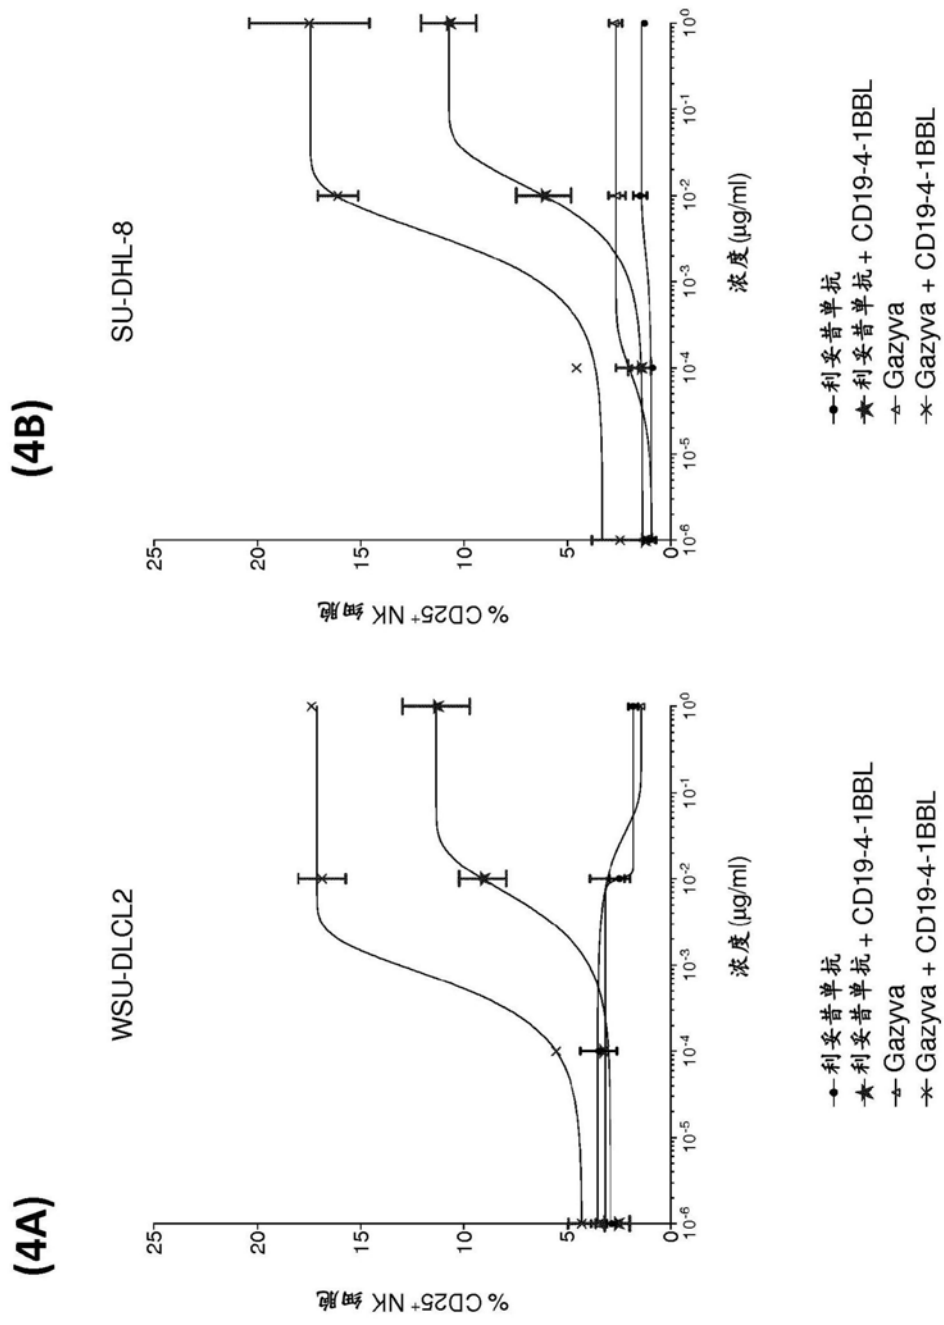 (4A)
WSU-DLCL2
% CD25⁺ NK 细胞
25
20
15
10
5
0
10⁻⁶
10⁻⁵
10⁻⁴
10⁻³
10⁻²
10⁻¹
10⁰
浓度 (µg/ml)
利妥昔单抗
利妥昔单抗 + CD19-4-1BBL
Gazyva
Gazyva + CD19-4-1BBL
(4B)
SU-DHL-8
% CD25⁺ NK 细胞
25
20
15
10
5
0
10⁻⁶
10⁻⁵
10⁻⁴
10⁻³
10⁻²
10⁻¹
10⁰
浓度 (µg/ml)
利妥昔单抗
利妥昔单抗 + CD19-4-1BBL
Gazyva
Gazyva + CD19-4-1BBL